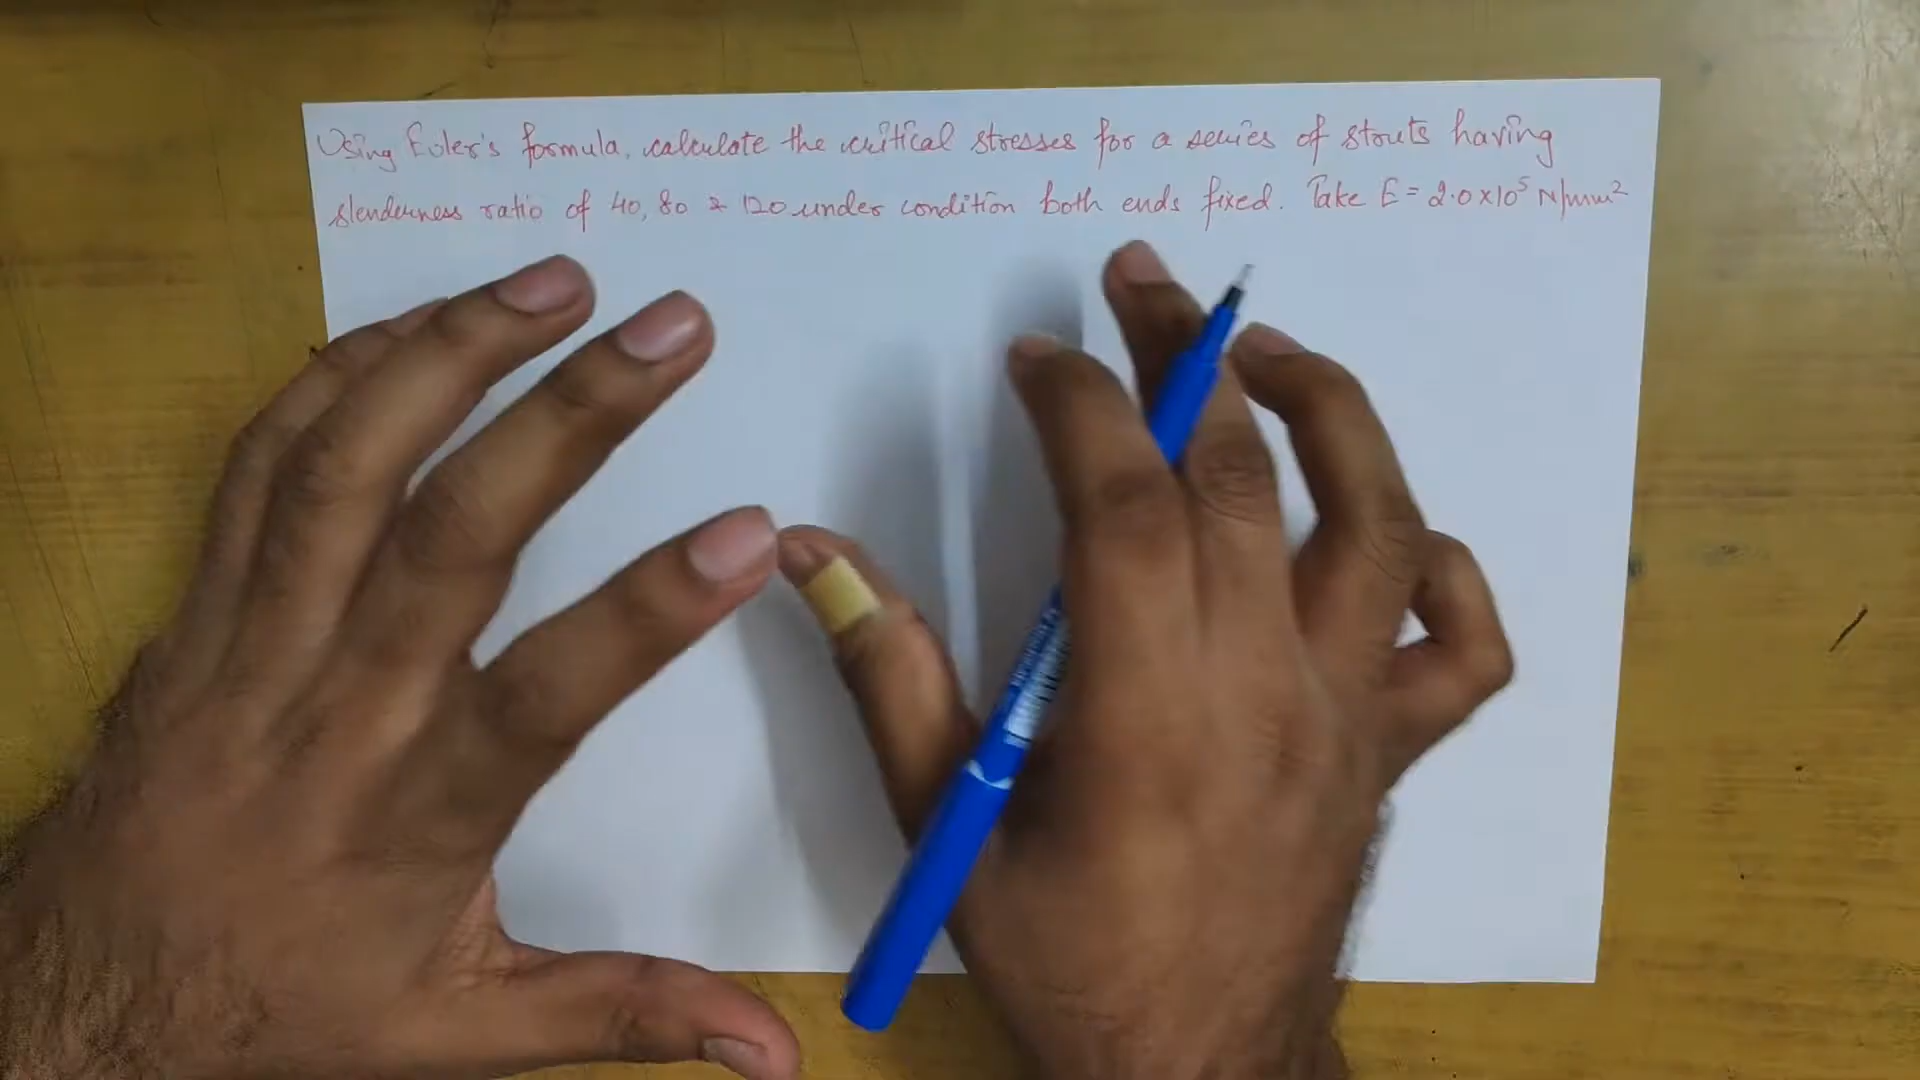 Using Euler's formula, calculate the critical stresses for a series of strouts having
slenderness ratio of 40, 80 & 120 under condition both ends fixed. Take E = 2.0 x 10⁵ N/mm²